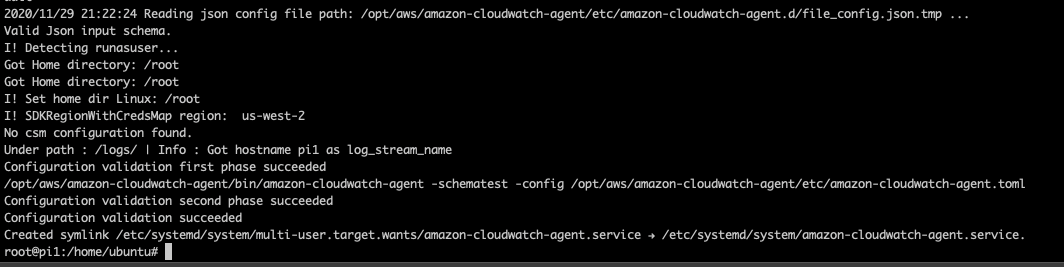 2020/11/29 21:22:24 Reading json config file path: /opt/aws/amazon-cloudwatch-agent/etc/amazon-cloudwatch-agent.d/file_config.json.tmp ...
Valid Json input schema.
I! Detecting runasuser...
Got Home directory: /root
Got Home directory: /root
I! Set home dir Linux: /root
I! SDKRegionWithCredsMap region:  us-west-2
No csm configuration found.
Under path : /logs/ | Info : Got hostname pi1 as log_stream_name
Configuration validation first phase succeeded
/opt/aws/amazon-cloudwatch-agent/bin/amazon-cloudwatch-agent -schematest -config /opt/aws/amazon-cloudwatch-agent/etc/amazon-cloudwatch-agent.toml
Configuration validation second phase succeeded
Configuration validation succeeded
Created symlink /etc/systemd/system/multi-user.target.wants/amazon-cloudwatch-agent.service → /etc/systemd/system/amazon-cloudwatch-agent.service.
root@pi1:/home/ubuntu#